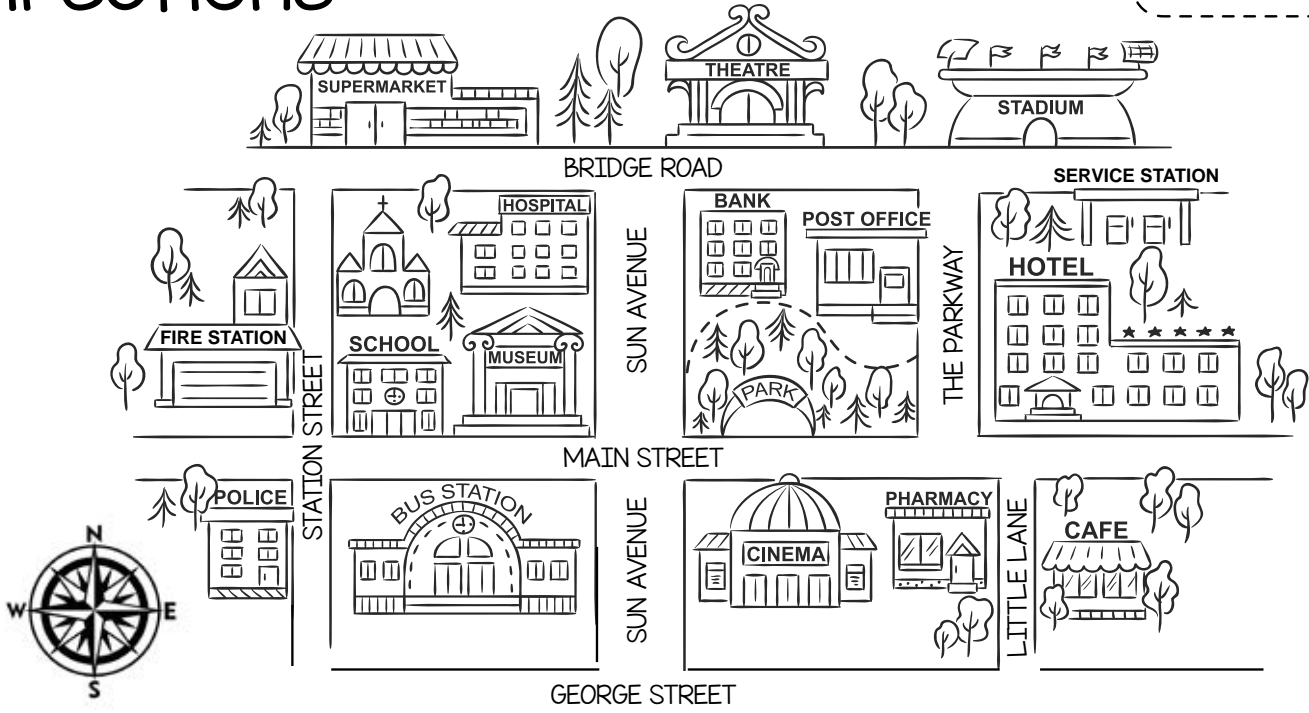 SUPERMARKET
THEATRE
STADIUM
BRIDGE ROAD
SERVICE STATION
HOSPITAL
BANK
POST OFFICE
HOTEL
SUN AVENUE
THE PARKWAY
FIRE STATION
SCHOOL
MUSEUM
PARK
STATION STREET
MAIN STREET
POLICE
BUS STATION
SUN AVENUE
CINEMA
PHARMACY
LITTLE LANE
CAFE
N
W
E
S
GEORGE STREET